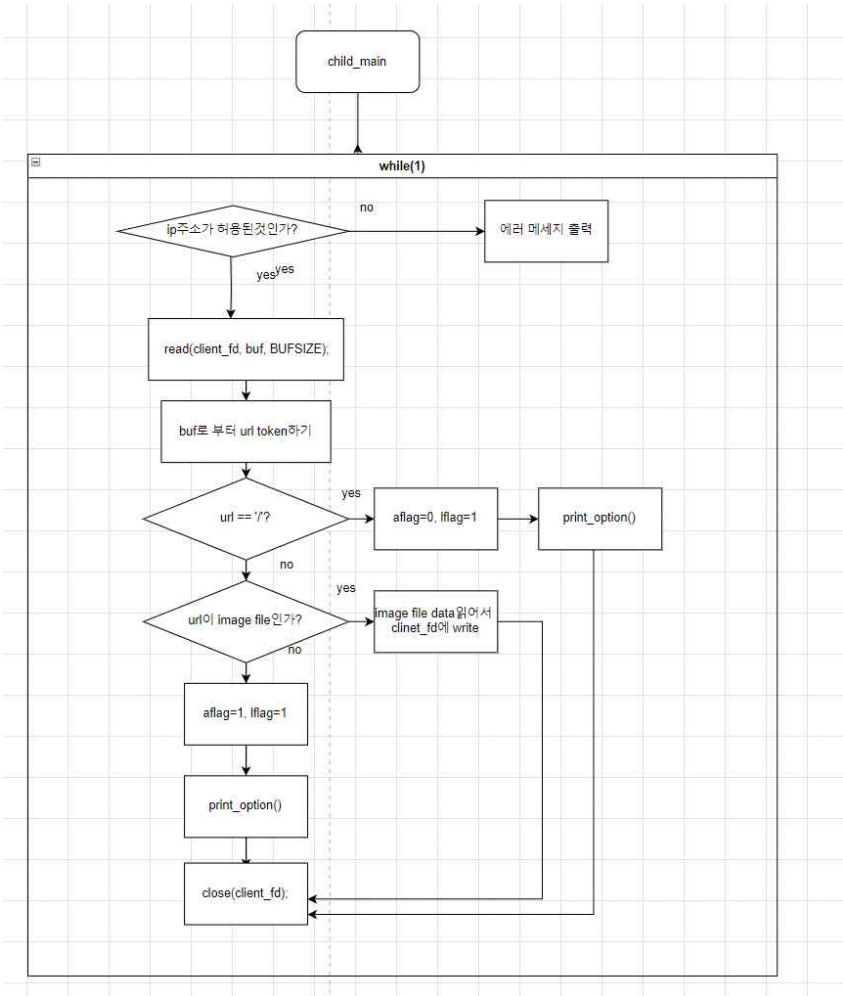 child_main
while(1)
ip주소가 허용된것인가?
no
에러 메세지 출력
yes
yes
read(client_fd, buf, BUFSIZE);
buf로 부터 url token하기
url == '/'?
yes
aflag=0, lflag=1
print_option()
no
url이 image file인가?
yes
image file data읽어서
clinet_fd에 write
no
aflag=1, lflag=1
print_option()
close(client_fd);